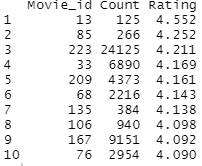 Movie_id Count Rating
1 13 125 4.552
2 85 266 4.252
3 223 24125 4.211
4 33 6890 4.169
5 209 4373 4.161
6 68 2216 4.143
7 135 384 4.138
8 106 940 4.098
9 167 9151 4.092
10 76 2954 4.090